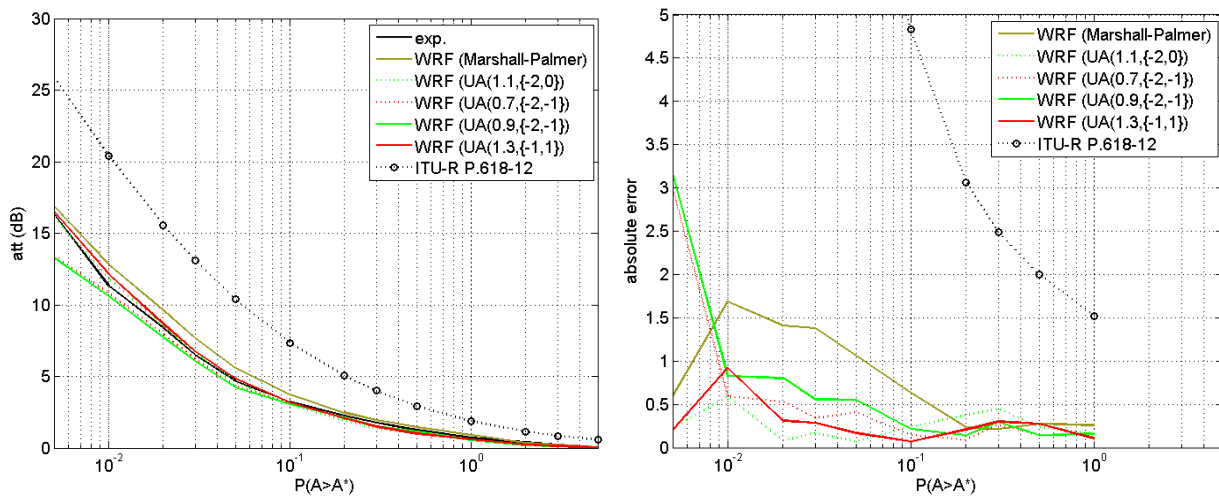 30
25
20
15
10
5
0
att (dB)
10-2
10-1
100
P(A>A*)
exp.
WRF (Marshall-Palmer)
WRF (UA(1.1,{-2,0})
WRF (UA(0.7,{-2,-1})
WRF (UA(0.9,{-2,-1})
WRF (UA(1.3,{-1,1})
ITU-R P.618-12
5
4.5
4
3.5
3
2.5
2
1.5
1
0.5
0
absolute error
10-2
10-1
100
P(A>A*)
WRF (Marshall-Palmer)
WRF (UA(1.1,{-2,0})
WRF (UA(0.7,{-2,-1})
WRF (UA(0.9,{-2,-1})
WRF (UA(1.3,{-1,1})
ITU-R P.618-12